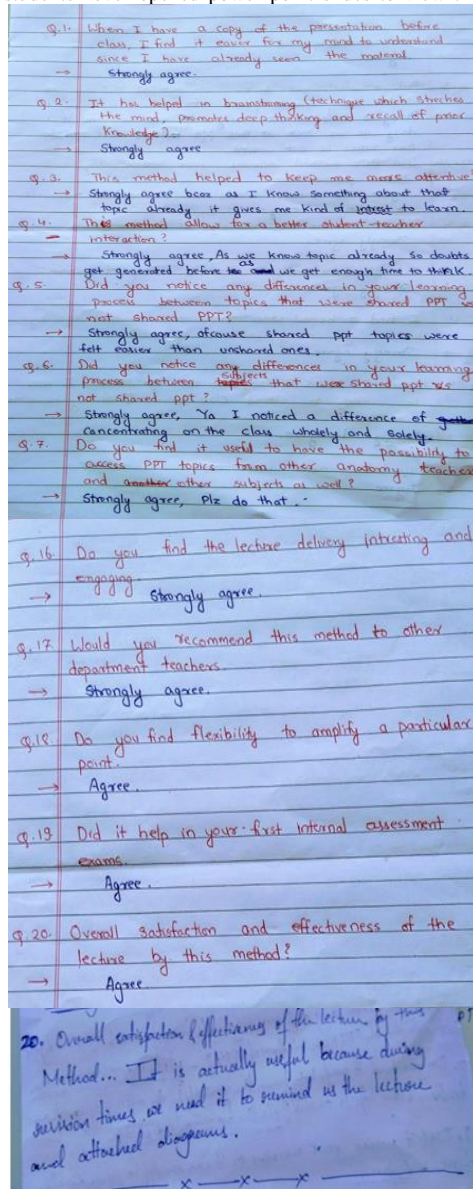 Q.1. When I have a copy of the presentation before
class, I find it easier for my mind to understand
since I have already seen the material.
→ Strongly agree.
Q.2. It has helped in brainstroming (technique which streches
the mind, promotes deep thinking and recall of prior
knowledge).
→ Strongly agree
Q.3. This method helped to keep me more attentive
→ Strongly agree bcoz as I know something about that
topic already it gives me kind of intrest to learn.
Q.4. This method allow for a better student-teacher
interaction?
→ Strongly agree, As we know topic already so doubts
get generated before as we get enough time to think.
Q.5. Did you notice any differences in your learning
process between topics that were shared PPT
not shared PPT?
→ Strongly agree, ofcouse shared ppt topics were
felt easier than unshared ones.
Q.6. Did you notice any differences in your learning
process between subjects that were shared ppt v/s
not shared ppt?
→ Strongly agree, Ya I noticed a difference of
concentrating on the class wholely and solely.
Q.7. Do you find it useful to have the possibility to
access PPT topics from other anatomy teacher
and other subjects as well?
→ Strongly agree, Plz do that.
Q.16. Do you find the lecture delivery intresting and
engaging.
→ Strongly agree.
Q.17. Would you recommend this method to other
department teachers.
→ Strongly agree.
Q.18. Do you find flexibility to amplify a particular
point.
→ Agree.
Q.19 Did it help in your first internal assessment
exams.
→ Agree.
Q.20. Overall satisfaction and effectiveness of the
lecture by this method?
→ Agree
20. Overall satisfaction & effectiveness of the lecture by this
Method... It is actually useful because during
revision times we need it to remind us the lecture
and attached diagrams.
x—x—x